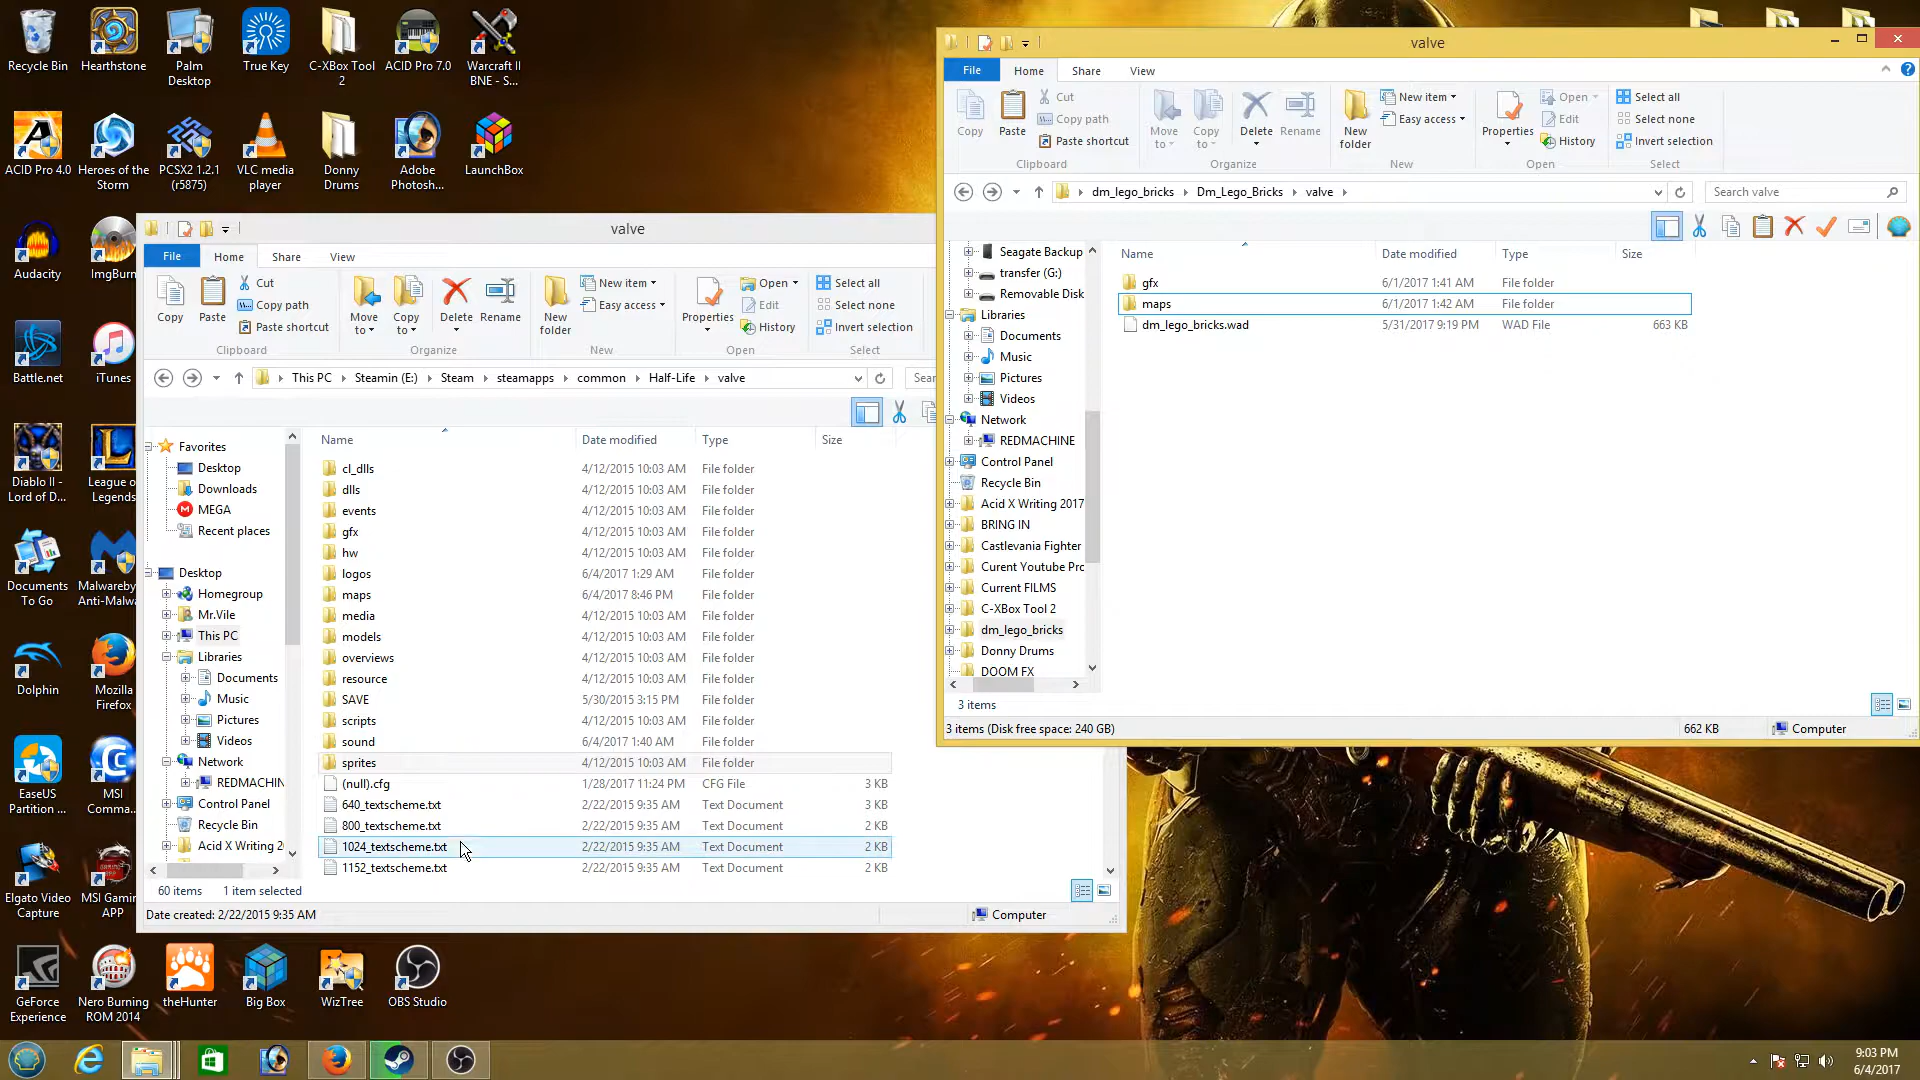 Recycle Bin
Hearthstone
Palm Desktop
True Key
C-XBox Tool 2
ACID Pro 7.0
Warcraft II BNE - S...
ACID Pro 4.0
Heroes of the Storm
PCSX2 1.2.1 (r5875)
VLC media player
Donny Drums
Adobe Photosh...
LaunchBox
Audacity
ImgBurn
Battle.net
iTunes
Diablo II - Lord of D...
League o Legends
Documents To Go
Malwareby Anti-Malwa
Dolphin
Mozilla Firefox
EaseUS Partition ...
MSI Comma...
Elgato Video Capture
MSI Gamin APP
GeForce Experience
Nero Burning ROM 2014
theHunter
Big Box
WizTree
OBS Studio
valve
File Home Share View
Copy
Paste
Cut
Copy path
Paste shortcut
Clipboard
Move to
Copy to
Delete
Rename
Organize
New folder
New item
Easy access
New
Properties
Open
Edit
History
Open
Select all
Select none
Invert selection
Select
This PC Steamin (E:) Steam steamapps common Half-Life valve
Sear
Favorites
Desktop
Downloads
MEGA
Recent places
Desktop
Homegroup
Mr.Vile
This PC
Libraries
Documents
Music
Pictures
Videos
Network
REDMACHIN
Control Panel
Recycle Bin
Acid X Writing 2
Name Date modified Type Size
cl_dlls 4/12/2015 10:03 AM File folder
dlls 4/12/2015 10:03 AM File folder
events 4/12/2015 10:03 AM File folder
gfx 4/12/2015 10:03 AM File folder
hw 4/12/2015 10:03 AM File folder
logos 6/4/2017 1:29 AM File folder
maps 6/4/2017 8:46 PM File folder
media 4/12/2015 10:03 AM File folder
models 4/12/2015 10:03 AM File folder
overviews 4/12/2015 10:03 AM File folder
resource 4/12/2015 10:03 AM File folder
SAVE 5/30/2015 3:15 PM File folder
scripts 4/12/2015 10:03 AM File folder
sound 6/4/2017 1:40 AM File folder
sprites 4/12/2015 10:03 AM File folder
(null).cfg 1/28/2017 11:24 PM CFG File 3 KB
640_textscheme.txt 2/22/2015 9:35 AM Text Document 3 KB
800_textscheme.txt 2/22/2015 9:35 AM Text Document 2 KB
1024_textscheme.txt 2/22/2015 9:35 AM Text Document 2 KB
1152_textscheme.txt 2/22/2015 9:35 AM Text Document 2 KB
60 items 1 item selected
Date created: 2/22/2015 9:35 AM
Computer
valve
File Home Share View
Copy
Paste
Cut
Copy path
Paste shortcut
Clipboard
Move to
Copy to
Delete
Rename
Organize
New folder
New item
Easy access
New
Properties
Open
Edit
History
Open
Select all
Select none
Invert selection
Select
dm_lego_bricks Dm_Lego_Bricks valve
Search valve
Seagate Backup
transfer (G:)
Removable Disk
Libraries
Documents
Music
Pictures
Videos
Network
REDMACHINE
Control Panel
Recycle Bin
Acid X Writing 2017
BRING IN
Castlevania Fighter
Curent Youtube Prc
Current FILMS
C-XBox Tool 2
dm_lego_bricks
Donny Drums
DOOM FX
Name Date modified Type Size
gfx 6/1/2017 1:41 AM File folder
maps 6/1/2017 1:42 AM File folder
dm_lego_bricks.wad 5/31/2017 9:19 PM WAD File 663 KB
3 items
3 items (Disk free space: 240 GB)
662 KB
Computer
9:03 PM
6/4/2017